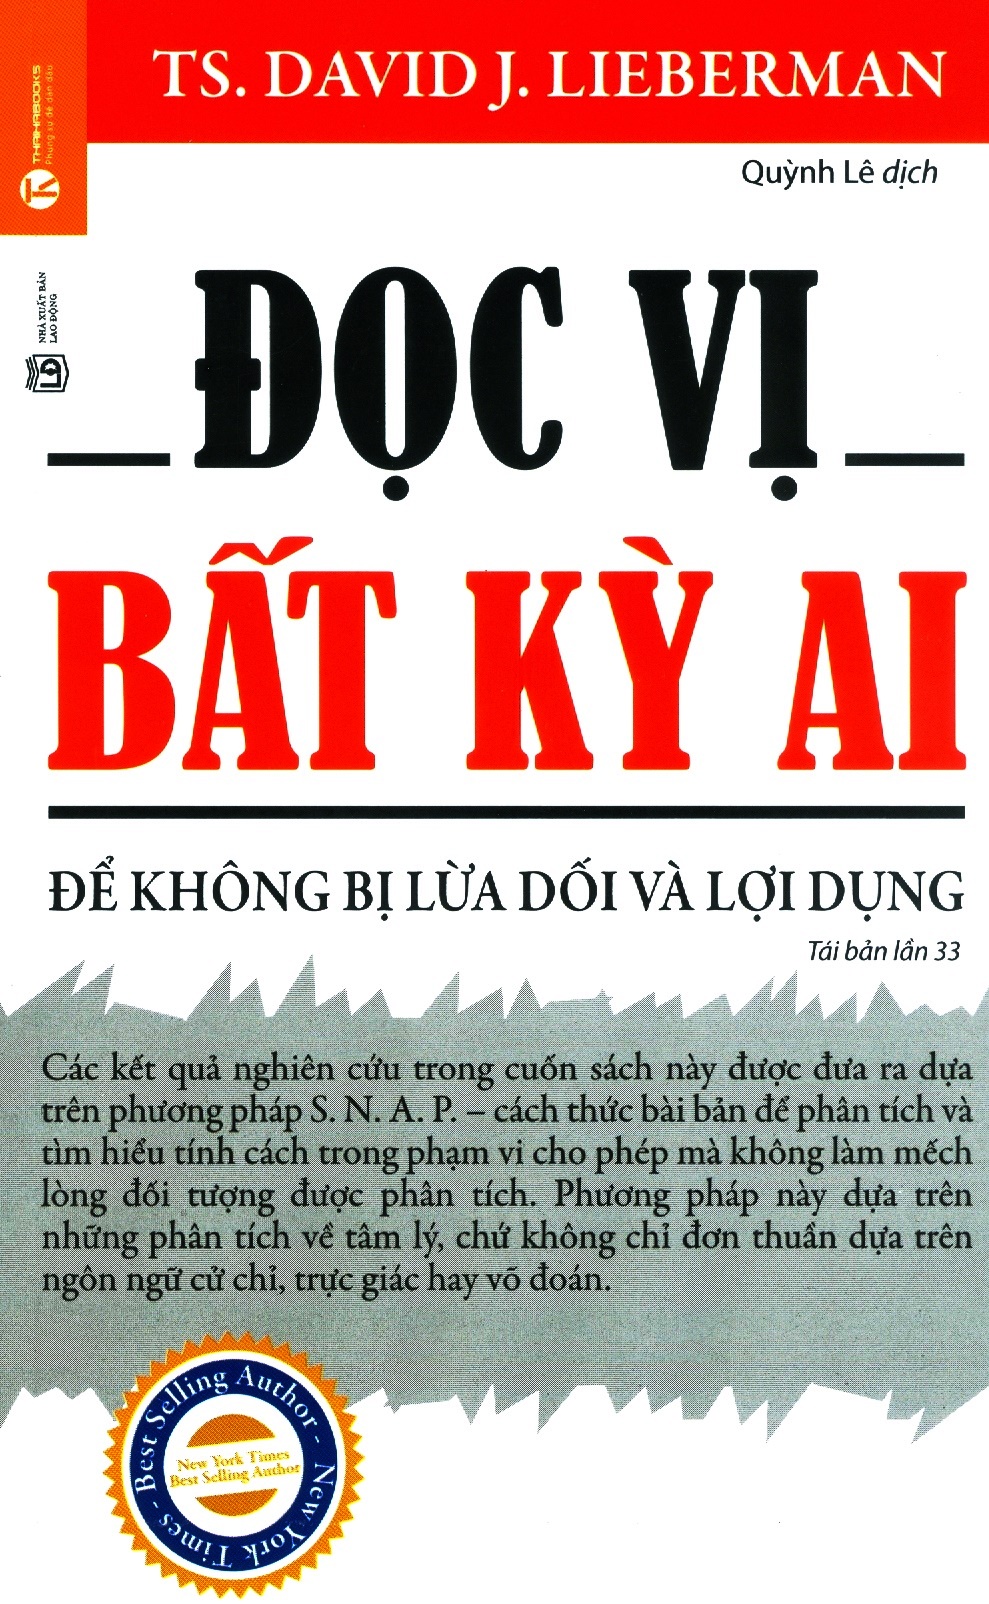 TS. DAVID J. LIEBERMAN
THAIHABOOKS
Phụng sự để dẫn đầu
Quỳnh Lê dịch
NHÀ XUẤT BẢN
LAO ĐỘNG
LĐ
ĐỌC VỊ
BẤT KỲ AI
ĐỂ KHÔNG BỊ LỪA DỐI VÀ LỢI DỤNG
Tái bản lần 33
Các kết quả nghiên cứu trong cuốn sách này được đưa ra dựa
trên phương pháp S. N. A. P. – cách thức bài bản để phân tích và
tìm hiểu tính cách trong phạm vi cho phép mà không làm mếch
lòng đối tượng được phân tích. Phương pháp này dựa trên
những phân tích về tâm lý, chứ không chỉ đơn thuần dựa trên
ngôn ngữ cử chỉ, trực giác hay võ đoán.
Best Selling Author - New York Times -
New York Times
Best Selling Author